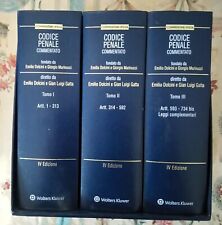 CODICE
PENALE
COMMENTATO
fondato da
Emilio Dolcini e Giorgio Marinucci
diretto da
Emilio Dolcini e Gian Luigi Gatta
Tomo I
Artt. 1 - 313
IV Edizione
Wolters Kluwer
CODICE
PENALE
COMMENTATO
fondato da
Emilio Dolcini e Giorgio Marinucci
diretto da
Emilio Dolcini e Gian Luigi Gatta
Tomo II
Artt. 314 - 592
IV Edizione
Wolters Kluwer
CODICE
PENALE
COMMENTATO
fondato da
Emilio Dolcini e Giorgio Marinucci
diretto da
Emilio Dolcini e Gian Luigi Gatta
Tomo III
Artt. 593 - 734 bis
Leggi complementari
IV Edizione
Wolters Kluwer